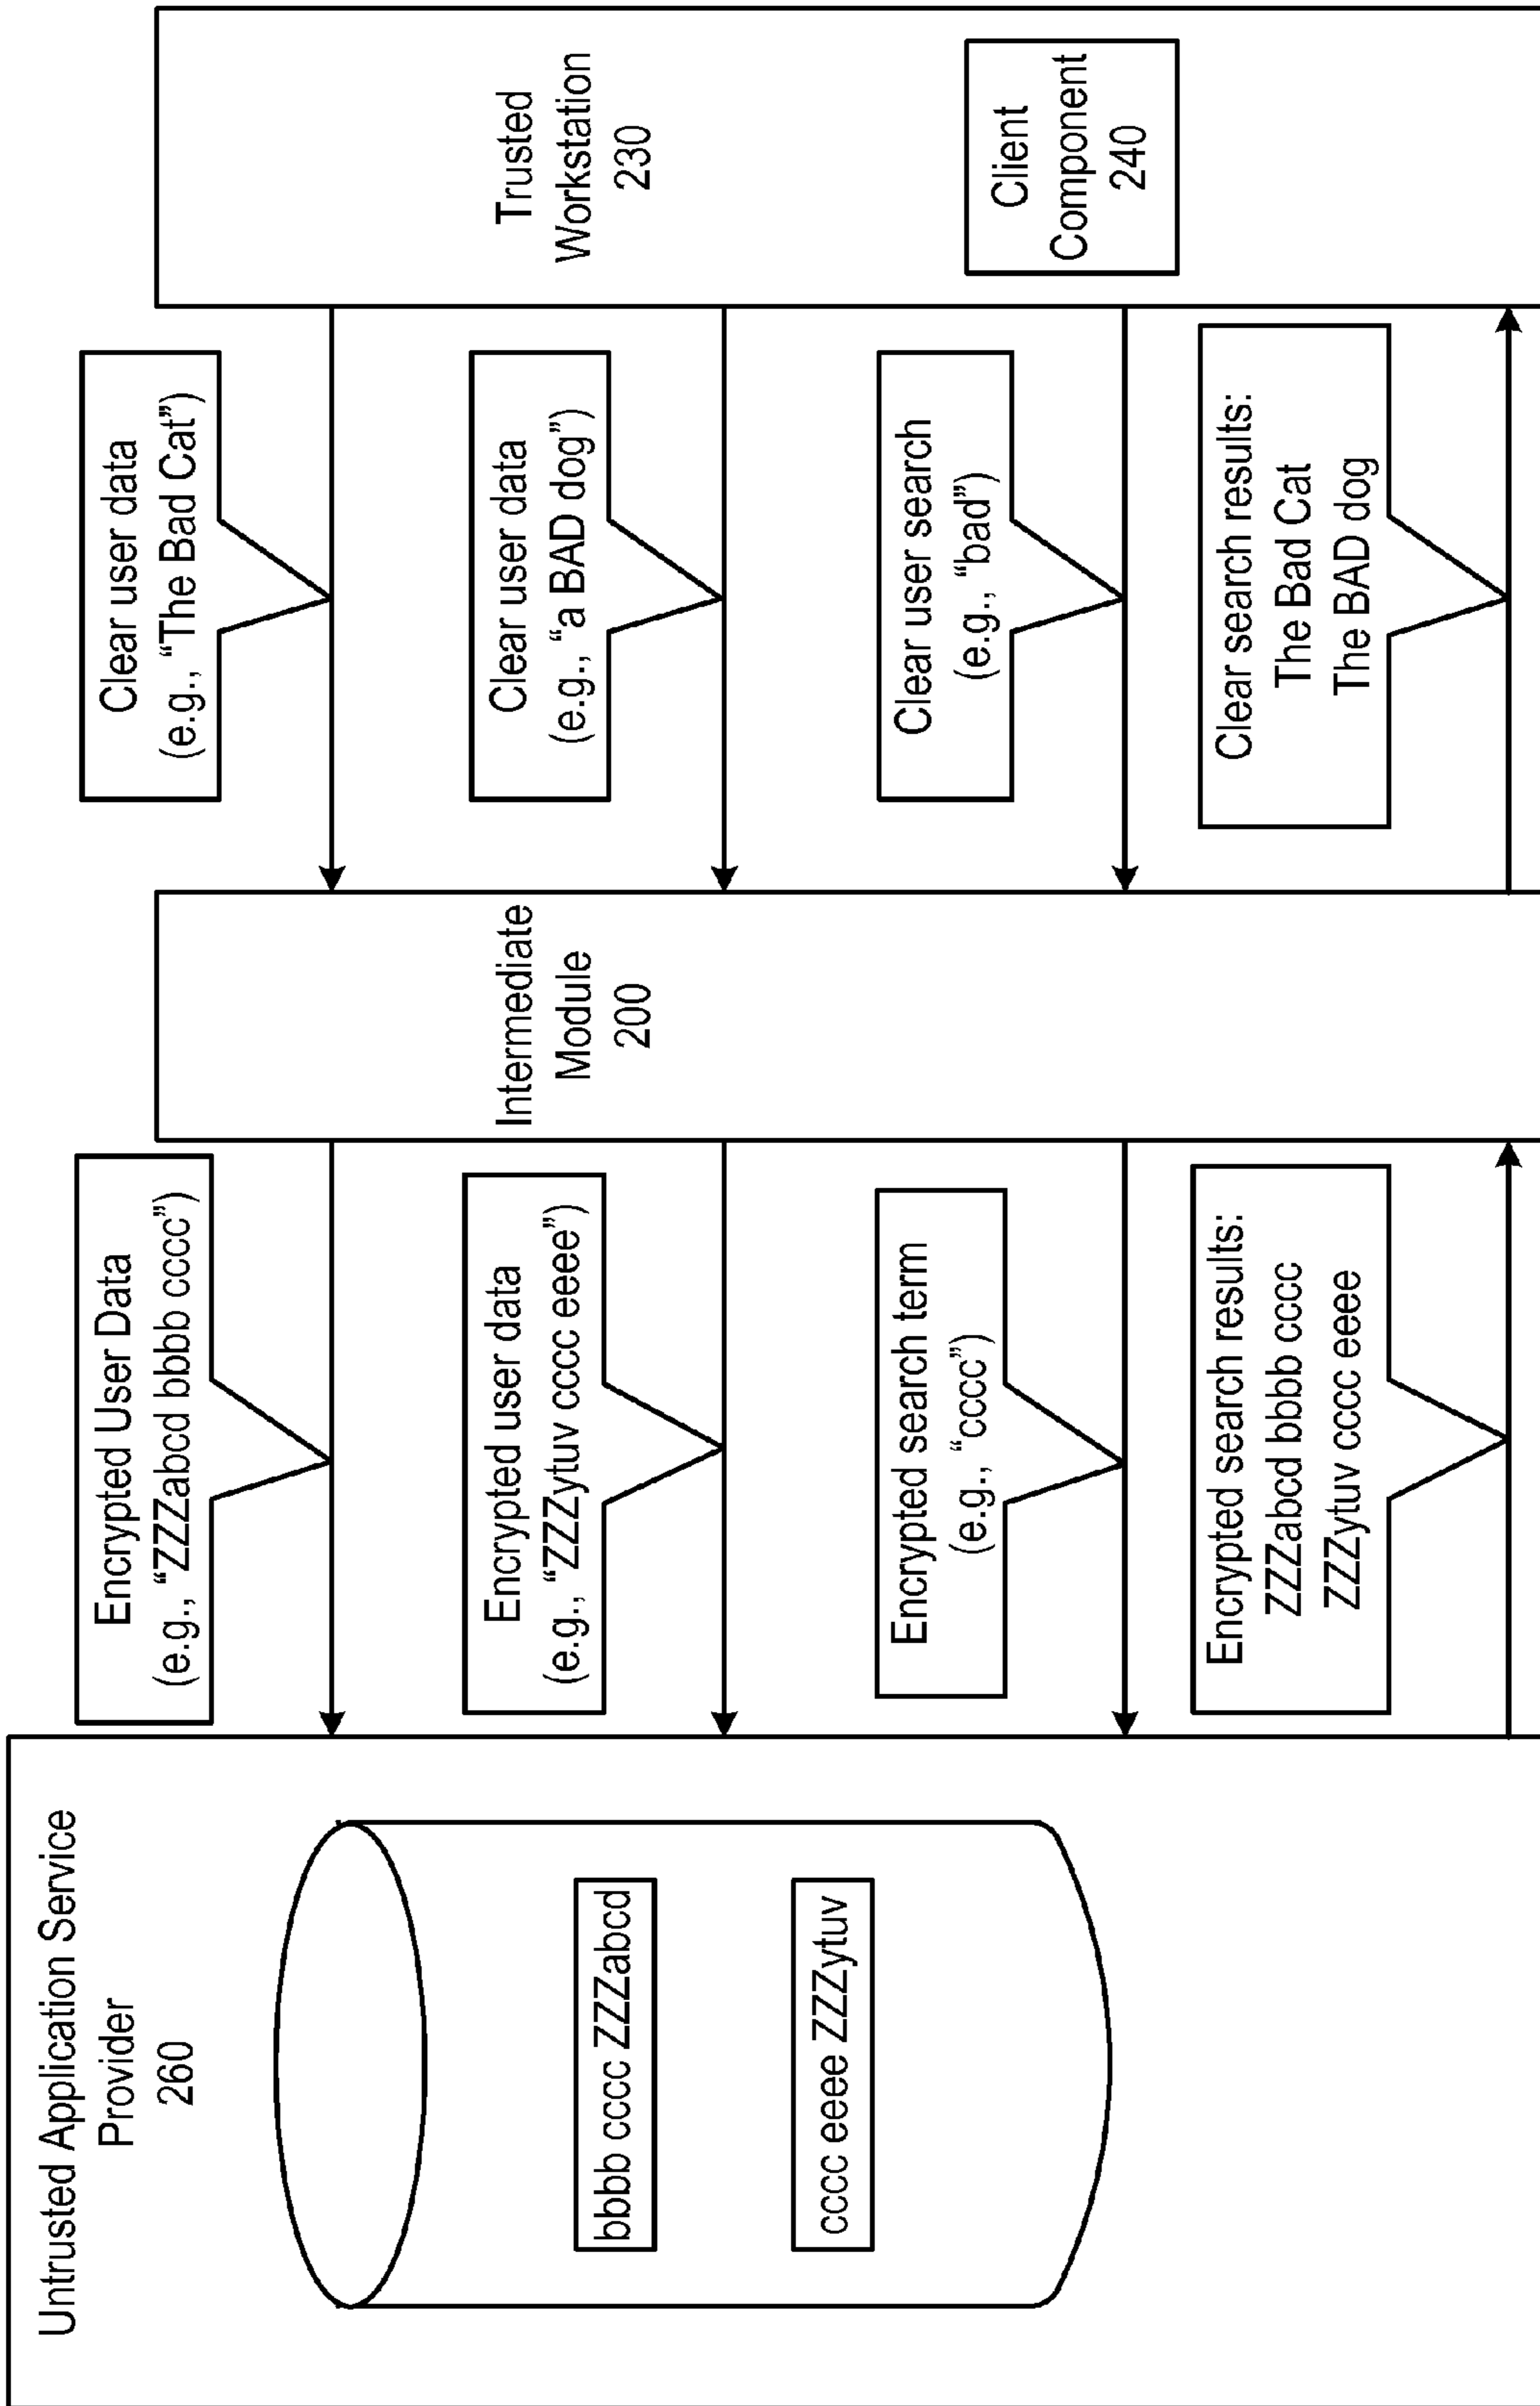 Untrusted Application Service
Provider
260
bbbb cccc ZZZabcd
cccc eeee ZZZytuv
Encrypted User Data
(e.g., “ZZZabcd bbbb cccc”)
Encrypted user data
(e.g., “ZZZytuv cccc eeee”)
Encrypted search term
(e.g., “cccc”)
Encrypted search results:
ZZZabcd bbbb cccc
ZZZytuv cccc eeee
Intermediate
Module
200
Clear user data
(e.g., “The Bad Cat”)
Clear user data
(e.g., “a BAD dog”)
Clear user search
(e.g., “bad”)
Clear search results:
The Bad Cat
The BAD dog
Trusted
Workstation
230
Client
Component
240